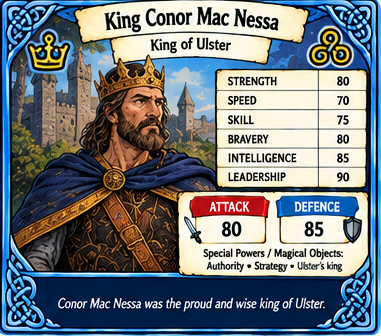 King Conor Mac Nessa
King of Ulster
STRENGTH 80
SPEED 70
SKILL 75
BRAVERY 80
INTELLIGENCE 85
LEADERSHIP 90
ATTACK DEFENCE
80 85
Special Powers / Magical Objects:
Authority • Strategy • Ulster's king
Conor Mac Nessa was the proud and wise king of Ulster.